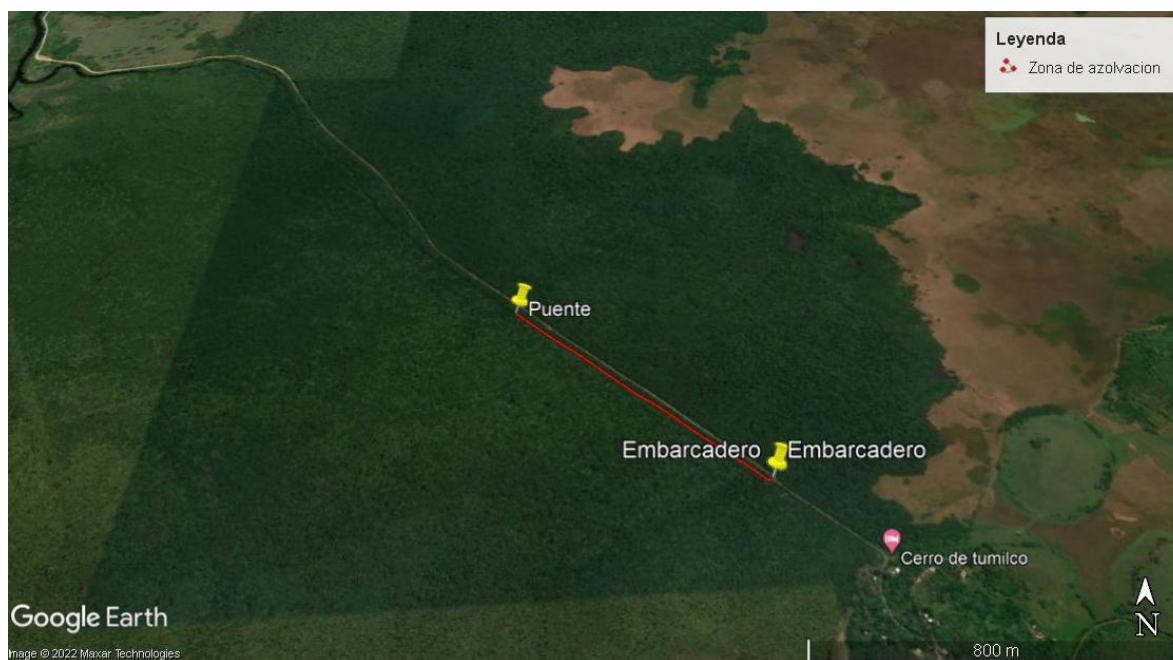 Leyenda
Zona de azolvacion
Puente
Embarcadero Embarcadero
Cerro de tumilco
Google Earth
N
Image © 2022 Maxar Technologies
800 m